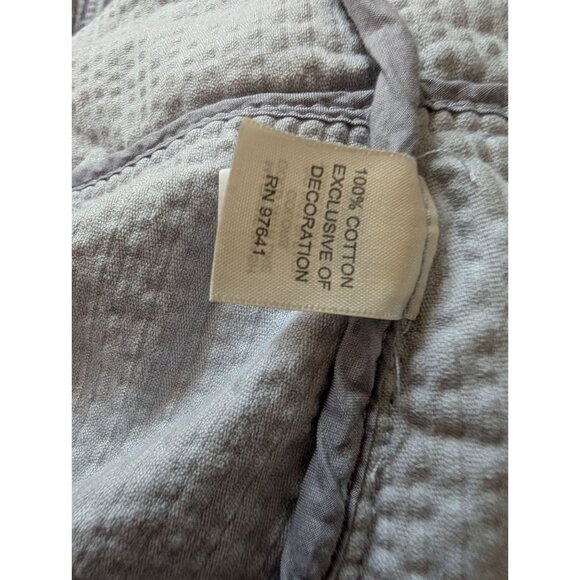 100% COTTON
EXCLUSIVE OF
DECORATION
RN 97641